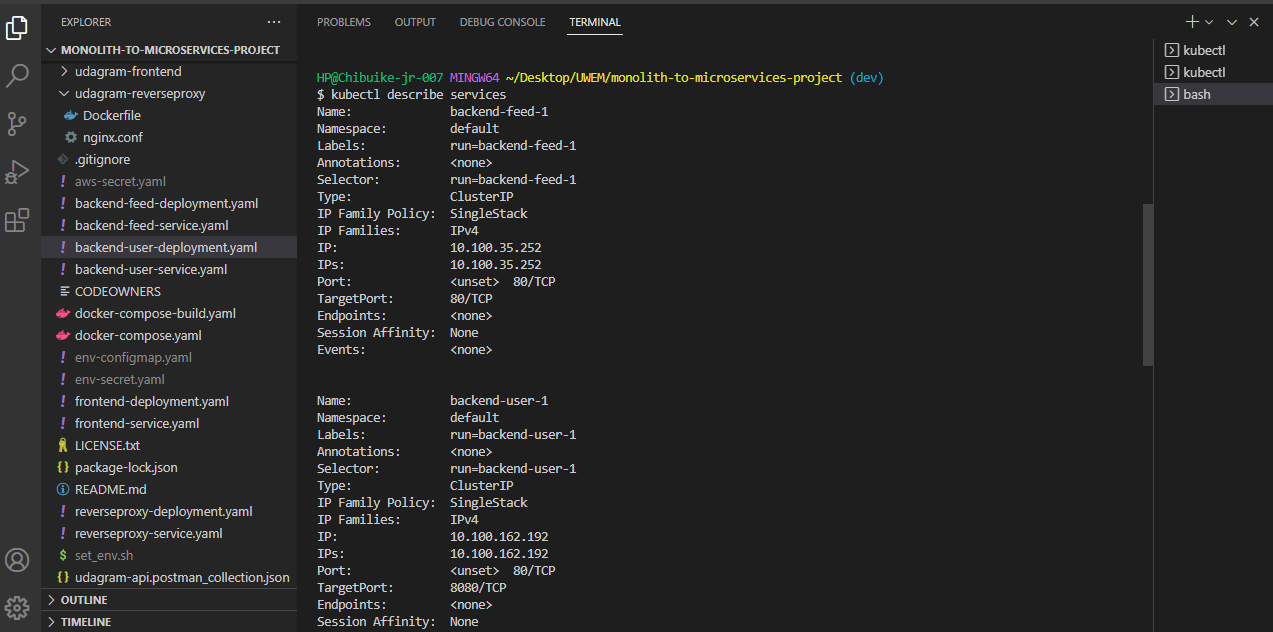 EXPLORER
MONOLITH-TO-MICROSERVICES-PROJECT
udagram-frontend
udagram-reverseproxy
Dockerfile
nginx.conf
.gitignore
aws-secret.yaml
backend-feed-deployment.yaml
backend-feed-service.yaml
backend-user-deployment.yaml
backend-user-service.yaml
CODEOWNERS
docker-compose-build.yaml
docker-compose.yaml
env-configmap.yaml
env-secret.yaml
frontend-deployment.yaml
frontend-service.yaml
LICENSE.txt
package-lock.json
README.md
reverseproxy-deployment.yaml
reverseproxy-service.yaml
set_env.sh
udagram-api.postman_collection.json
OUTLINE
TIMELINE
PROBLEMS OUTPUT DEBUG CONSOLE TERMINAL
HP@Chibuike-jr-007 MINGW64 ~/Desktop/UWEM/monolith-to-microservices-project (dev)
$ kubectl describe services
Name: backend-feed-1
Namespace: default
Labels: run=backend-feed-1
Annotations: <none>
Selector: run=backend-feed-1
Type: ClusterIP
IP Family Policy: SingleStack
IP Families: IPv4
IP: 10.100.35.252
IPs: 10.100.35.252
Port: <unset> 80/TCP
TargetPort: 80/TCP
Endpoints: <none>
Session Affinity: None
Events: <none>
Name: backend-user-1
Namespace: default
Labels: run=backend-user-1
Annotations: <none>
Selector: run=backend-user-1
Type: ClusterIP
IP Family Policy: SingleStack
IP Families: IPv4
IP: 10.100.162.192
IPs: 10.100.162.192
Port: <unset> 80/TCP
TargetPort: 8080/TCP
Endpoints: <none>
Session Affinity: None
kubectl
kubectl
bash